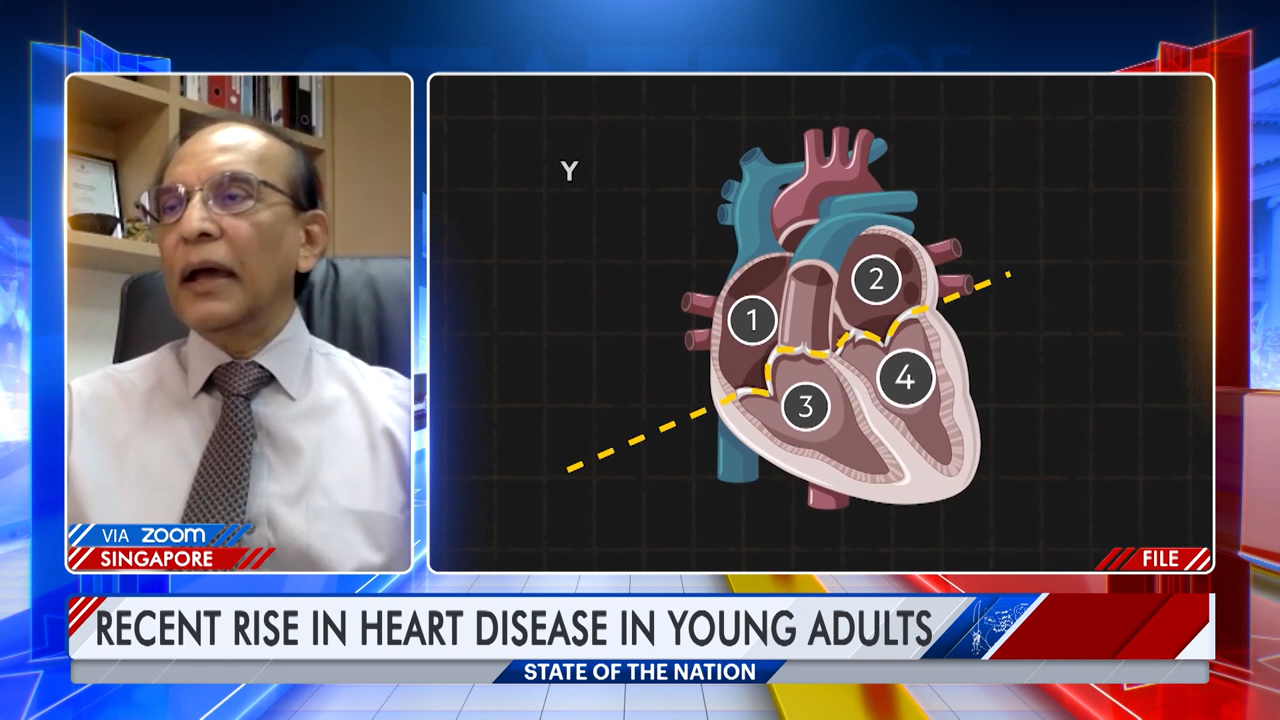 Y
1
2
3
4
VIA zoom
SINGAPORE
FILE
RECENT RISE IN HEART DISEASE IN YOUNG ADULTS
STATE OF THE NATION